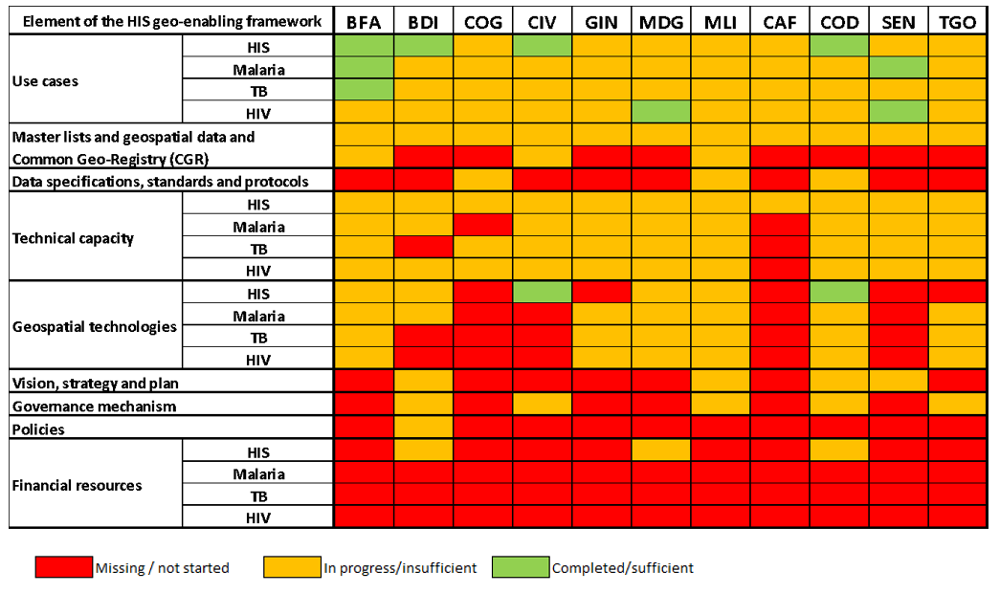 Element of the HIS geo-enabling framework BFA BDI COG CIV GIN MDG MLI CAF COD SEN TGO
Use cases
HIS
Malaria
TB
HIV
Master lists and geospatial data and
Common Geo-Registry (CGR)
Data specifications, standards and protocols
Technical capacity
HIS
Malaria
TB
HIV
Geospatial technologies
HIS
Malaria
TB
HIV
Vision, strategy and plan
Governance mechanism
Policies
Financial resources
HIS
Malaria
TB
HIV
Missing / not started In progress/insufficient Completed/sufficient